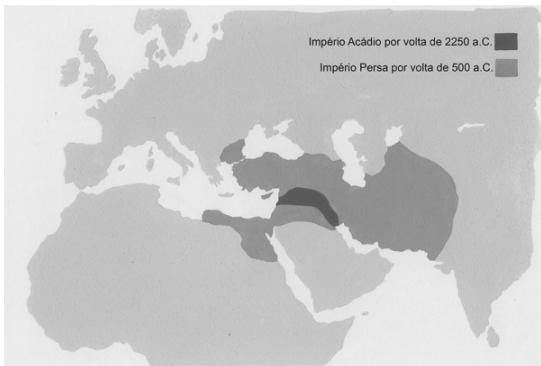 Império Acádio por volta de 2250 a.C.
Império Persa por volta de 500 a.C.